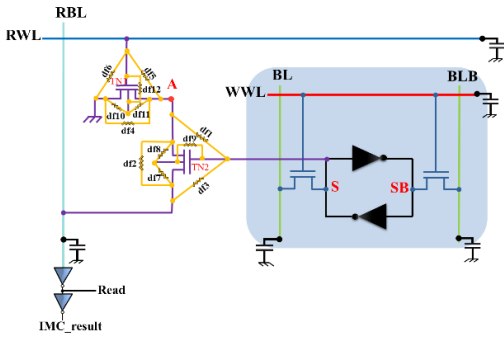 RBL
RWL
df6
df5
TN1
df12
A
df10
df11
df4
BL
BLB
WWL
df1
df8
df9
df2
TN2
df7
df3
S
SB
Read
IMC_result